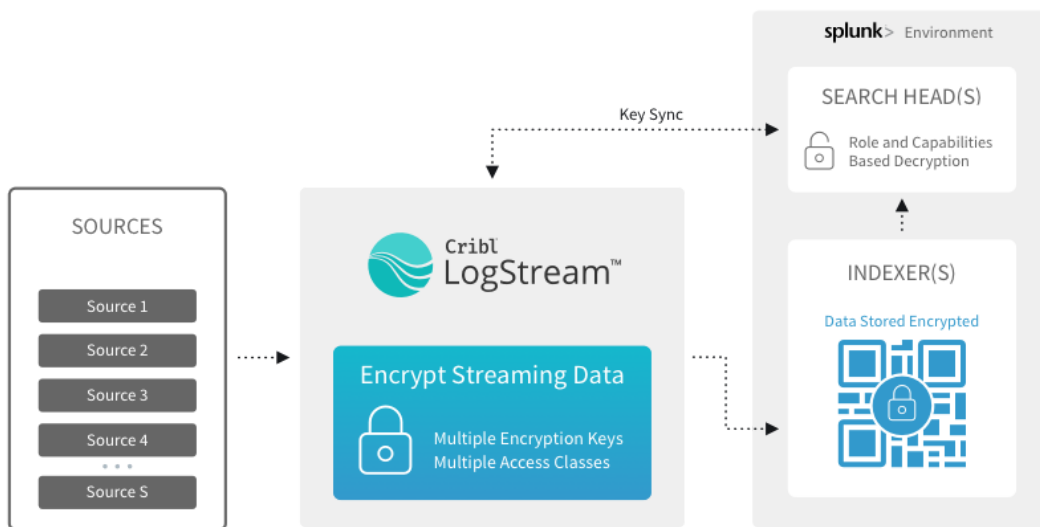 splunk> Environment
SEARCH HEAD(S)
Role and Capabilities
Based Decryption
Key Sync
SOURCES
Source 1
Source 2
Source 3
Source 4
Source S
Cribl
LogStream™
Encrypt Streaming Data
Multiple Encryption Keys
Multiple Access Classes
INDEXER(S)
Data Stored Encrypted